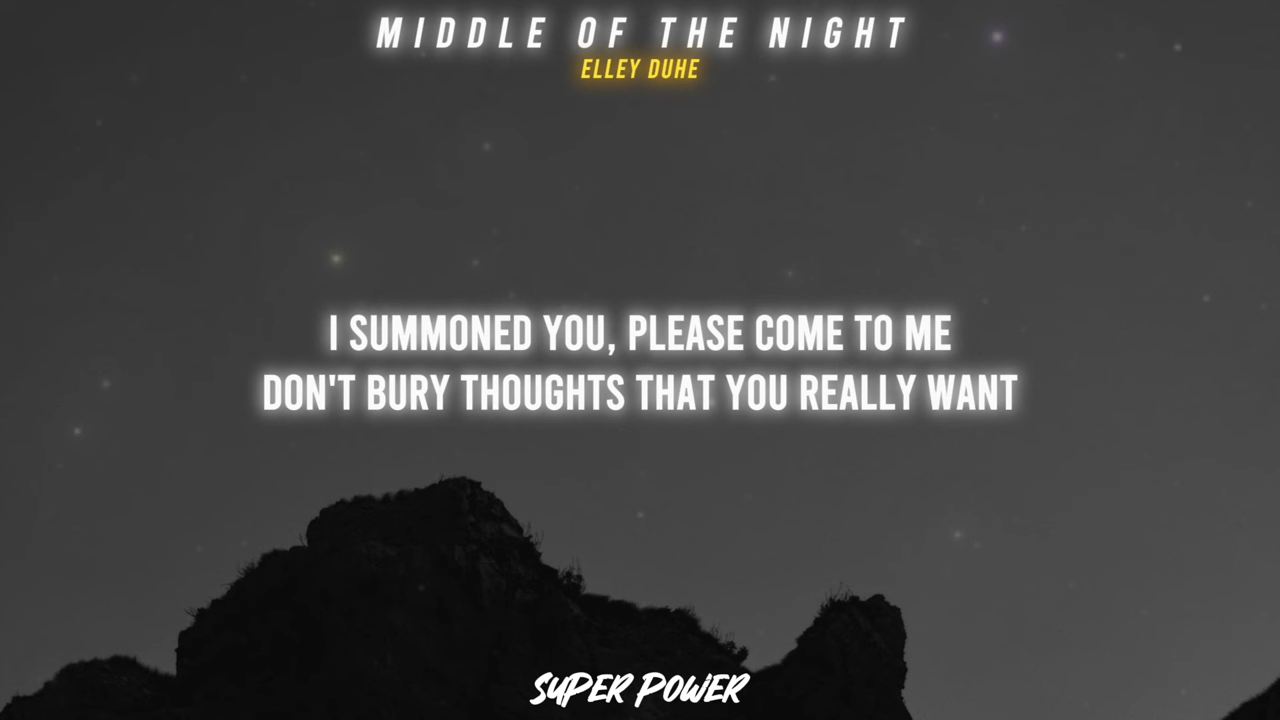 MIDDLE OF THE NIGHT
ELLEY DUHE
I SUMMONED YOU, PLEASE COME TO ME
DON'T BURY THOUGHTS THAT YOU REALLY WANT
SUPER POWER